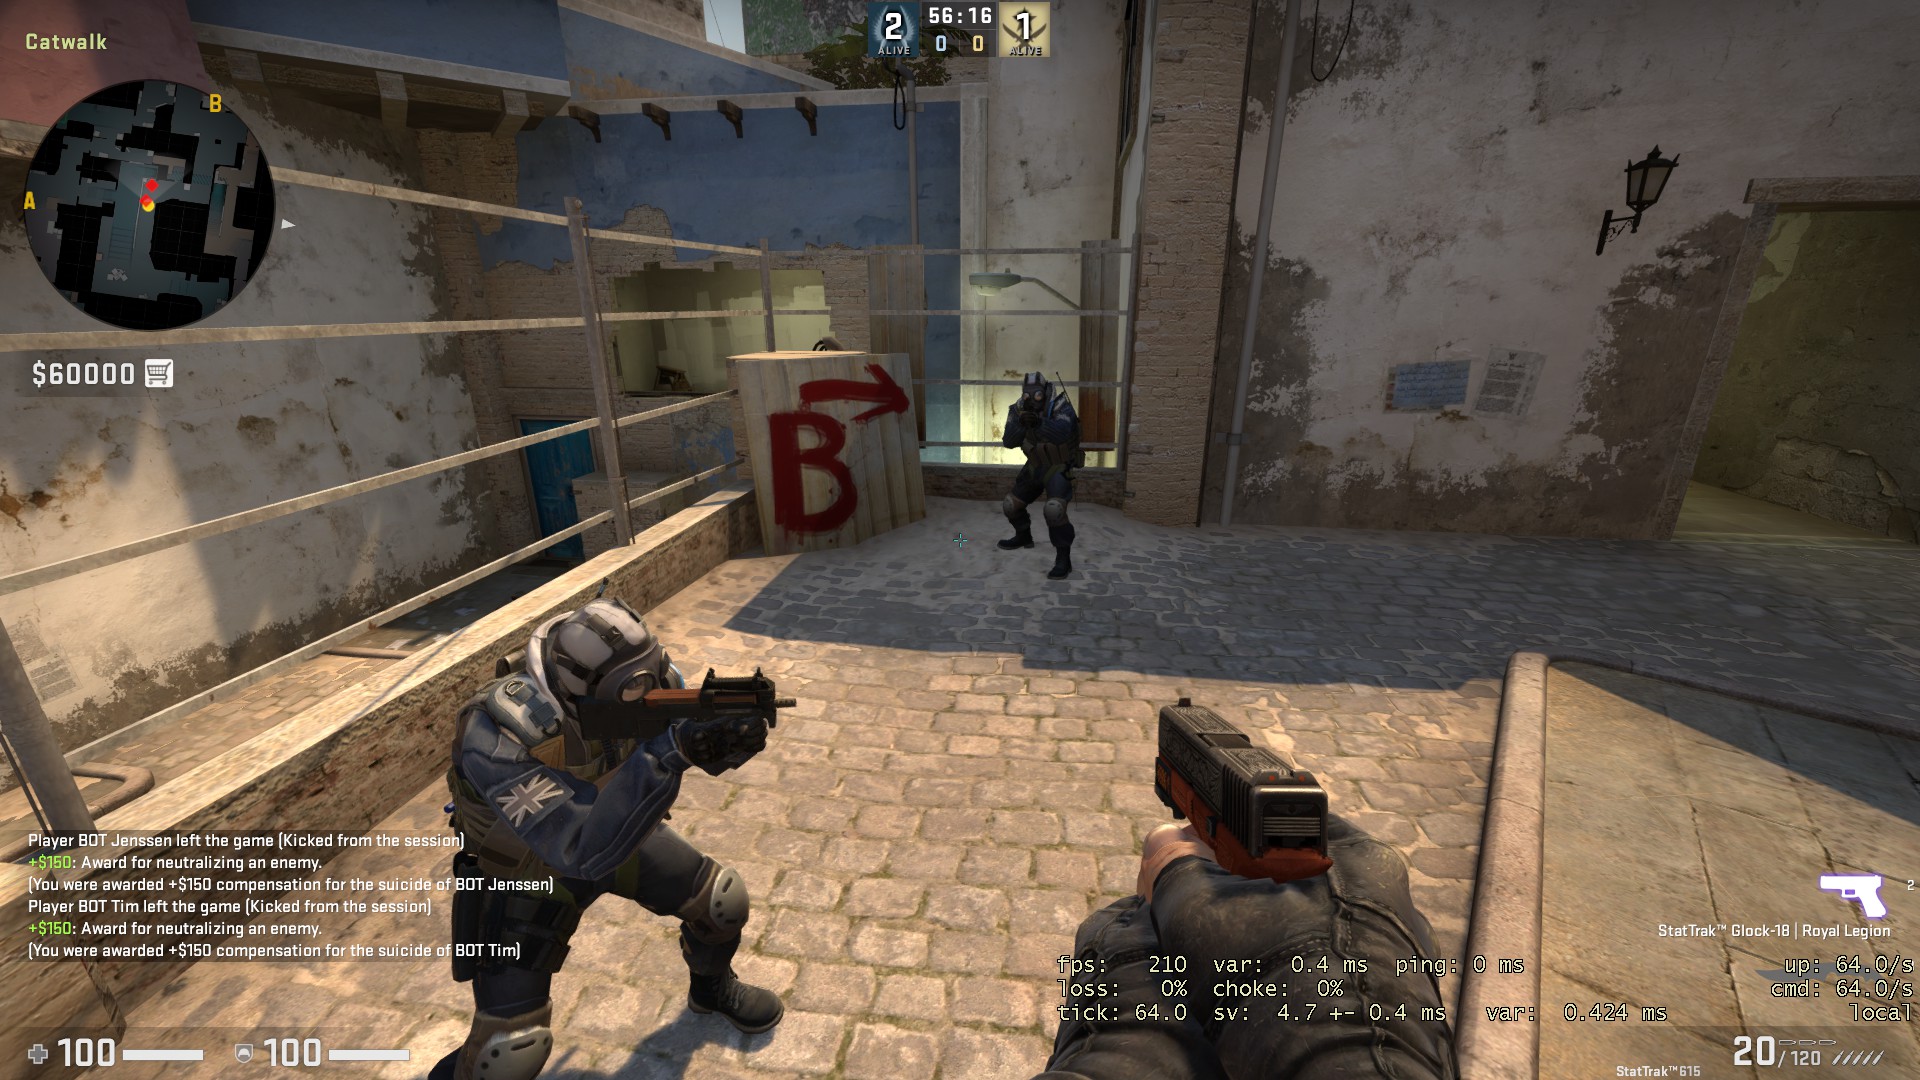 Catwalk
2
ALIVE
56:16
0 0
1
ALIVE
B
A
$60000
B
Player BOT Jenssen left the game (Kicked from the session)
+$150: Award for neutralizing an enemy.
(You were awarded +$150 compensation for the suicide of BOT Jenssen)
Player BOT Tim left the game (Kicked from the session)
+$150: Award for neutralizing an enemy.
(You were awarded +$150 compensation for the suicide of BOT Tim)
2
StatTrak™ Glock-18 | Royal Legion
fps: 210 var: 0.4 ms ping: 0 ms
loss: 0% choke: 0%
tick: 64.0 sv: 4.7 +- 0.4 ms var: 0.424 ms
up: 64.0/s
cmd: 64.0/s
local
100
100
20/120
StatTrak™615